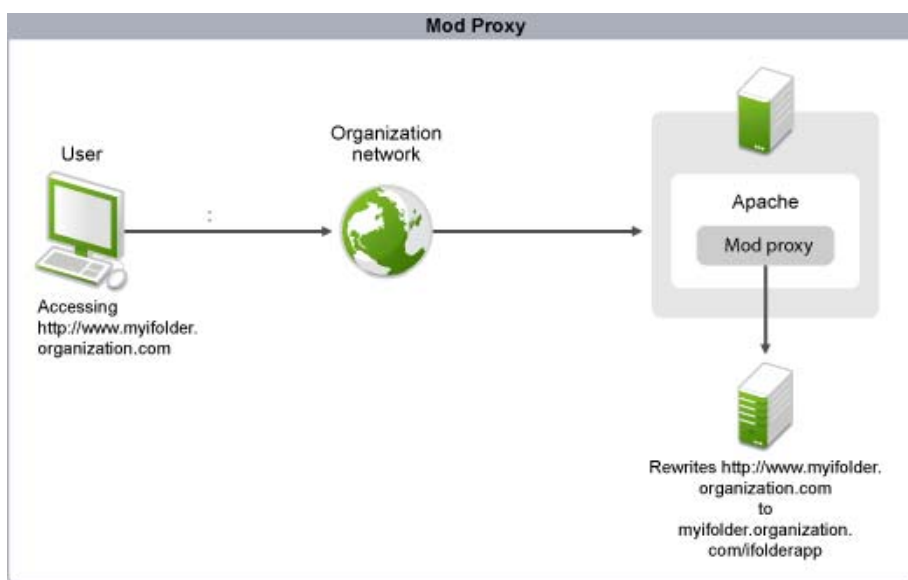 Mod Proxy
User
:
Accessing
http://www.myifolder.
organization.com
Organization
network
Apache
Mod proxy
Rewrites http://www.myifolder.
organization.com
to
myifolder.organization.
com/ifolderapp